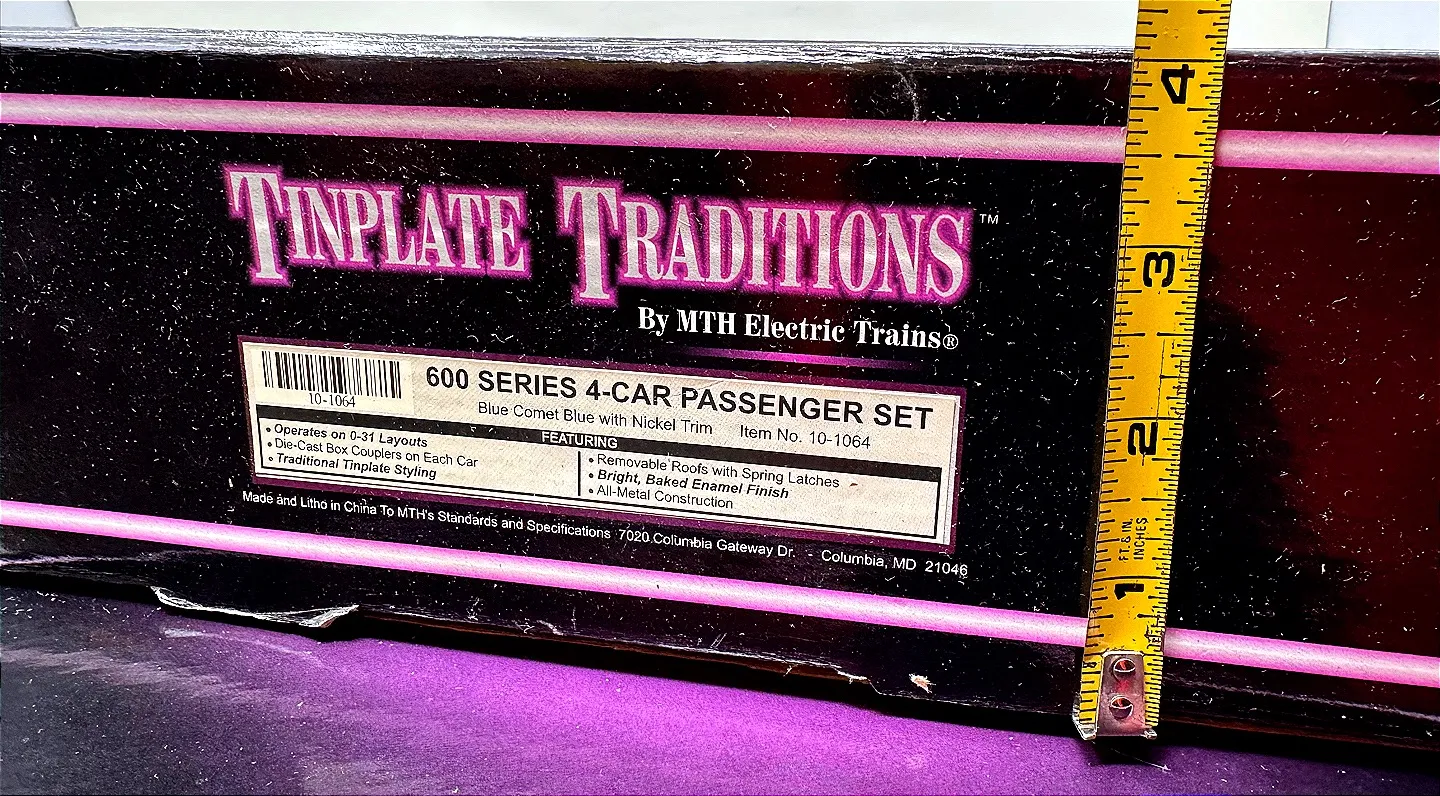 TINPLATE TRADITIONS™
By MTH Electric Trains®
10-1064
600 SERIES 4-CAR PASSENGER SET
Blue Comet Blue with Nickel Trim Item No. 10-1064
FEATURING
• Operates on 0-31 Layouts
• Die-Cast Box Couplers on Each Car
• Traditional Tinplate Styling
• Removable Roofs with Spring Latches
• Bright, Baked Enamel Finish
• All-Metal Construction
Made and Litho in China To MTH's Standards and Specifications 7020 Columbia Gateway Dr. - Columbia, MD 21046
4
3
2
FT. & IN.
INCHES
1
8